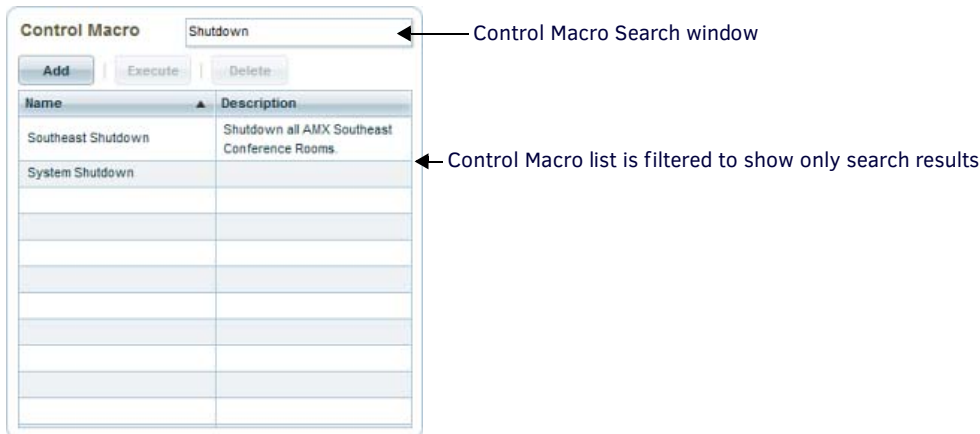 Control Macro
Shutdown
Control Macro Search window
Add | Execute | Delete
Name ▲ Description
Southeast Shutdown
Shutdown all AMX Southeast
Conference Rooms.
Control Macro list is filtered to show only search results
System Shutdown